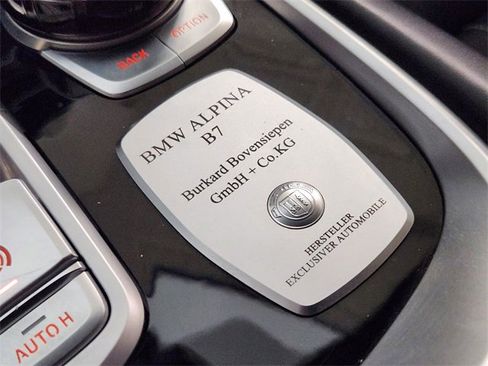 BACK
OPTION
BMW ALPINA
B7
Burkard Bovensiepen
GmbH + Co.KG
HERSTELLER
EXCLUSIVER AUTOMOBILE
AUTO H